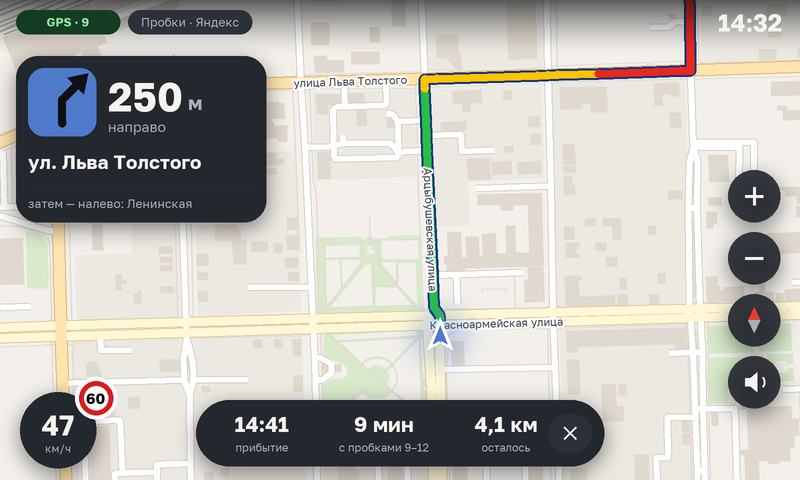 GPS · 9
Пробки · Яндекс
14:32
250 м
направо
ул. Льва Толстого
затем — налево: Ленинская
улица Льва Толстого
Арцыбушевская улица
Красноармейская улица
60
47
км/ч
14:41
прибытие
9 мин
с пробками 9–12
4,1 км
осталось